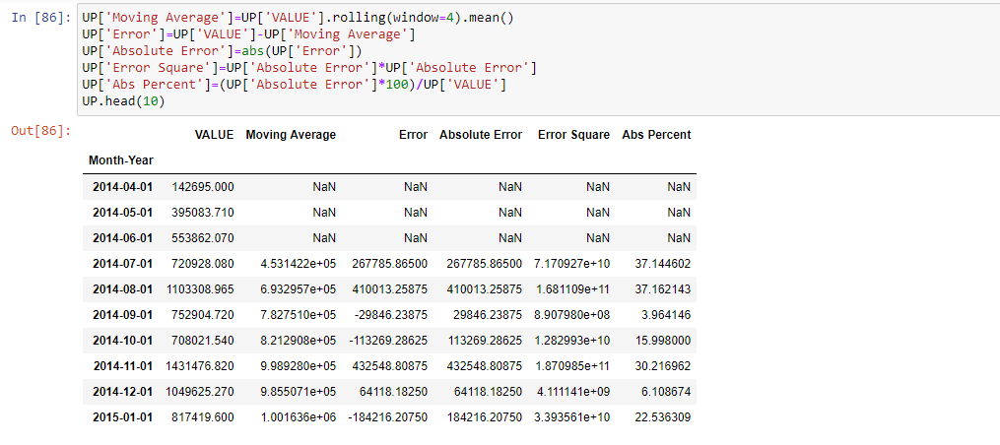 In [86]: UP['Moving Average']=UP['VALUE'].rolling(window=4).mean()
UP['Error']=UP['VALUE']-UP['Moving Average']
UP['Absolute Error']=abs(UP['Error'])
UP['Error Square']=UP['Absolute Error']*UP['Absolute Error']
UP['Abs Percent']=(UP['Absolute Error']*100)/UP['VALUE']
UP.head(10)
Out[86]:
VALUE Moving Average Error Absolute Error Error Square Abs Percent
Month-Year
2014-04-01 142695.000 NaN NaN NaN NaN NaN
2014-05-01 395083.710 NaN NaN NaN NaN NaN
2014-06-01 553862.070 NaN NaN NaN NaN NaN
2014-07-01 720928.080 4.531422e+05 267785.86500 267785.86500 7.170927e+10 37.144602
2014-08-01 1103308.965 6.932957e+05 410013.25875 410013.25875 1.681109e+11 37.162143
2014-09-01 752904.720 7.827510e+05 -29846.23875 29846.23875 8.907980e+08 3.964146
2014-10-01 708021.540 8.212908e+05 -113269.28625 113269.28625 1.282993e+10 15.998000
2014-11-01 1431476.820 9.989280e+05 432548.80875 432548.80875 1.870985e+11 30.216962
2014-12-01 1049625.270 9.855071e+05 64118.18250 64118.18250 4.111141e+09 6.108674
2015-01-01 817419.600 1.001636e+06 -184216.20750 184216.20750 3.393561e+10 22.536309